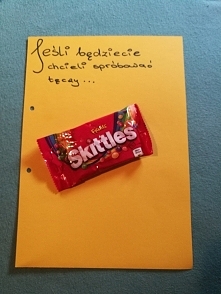 Jeśli będziecie
chcieli spróbować
tęczy...
Skittles